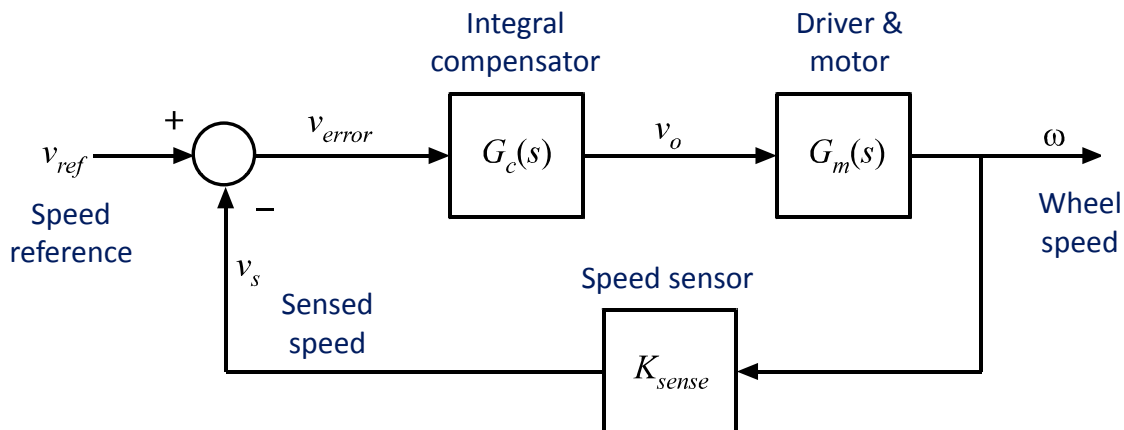 Integral
compensator
Driver &
motor
+
v_ref
v_error
G_c(s)
v_o
G_m(s)
ω
−
Speed
reference
v_s
Sensed
speed
Speed sensor
K_sense
Wheel
speed